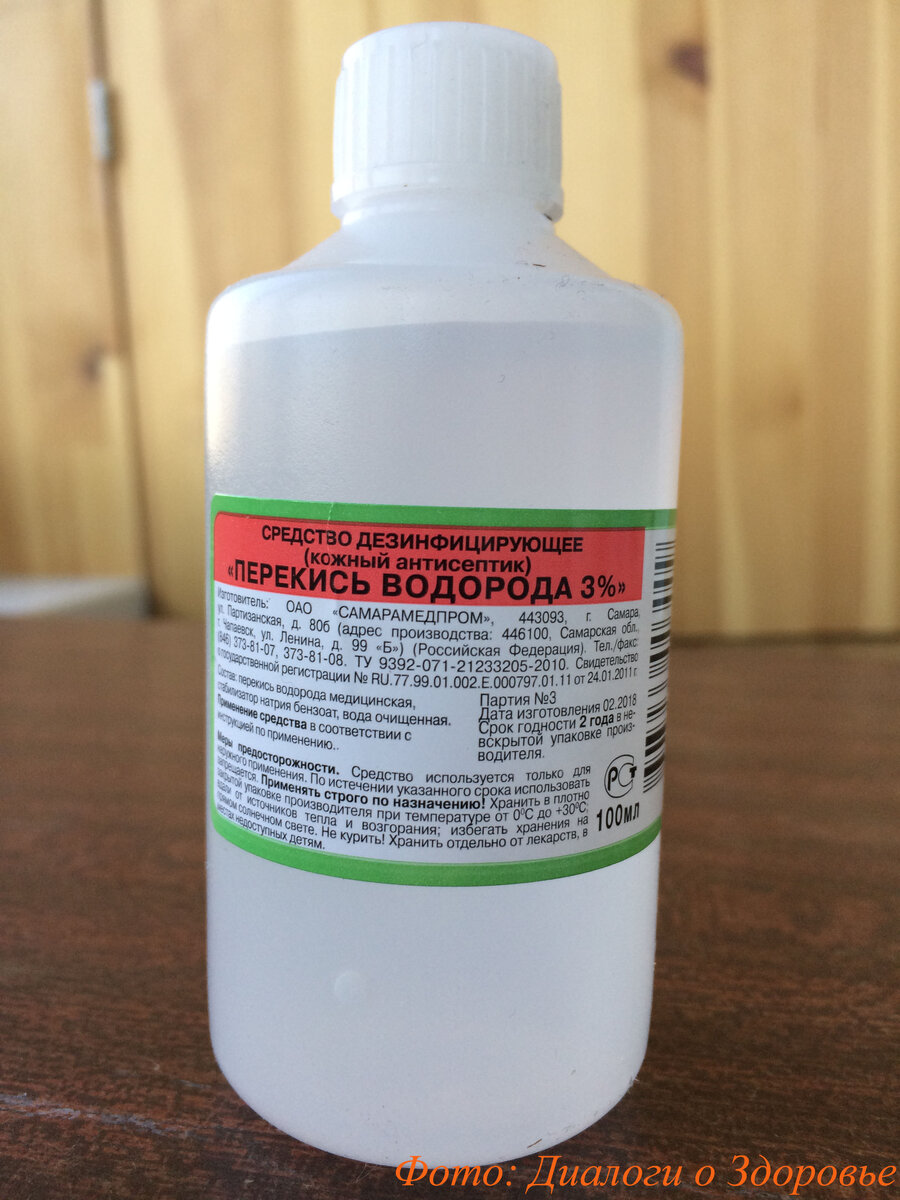 СРЕДСТВО ДЕЗИНФИЦИРУЮЩЕЕ
(кожный антисептик)
«ПЕРЕКИСЬ ВОДОРОДА 3%»
Изготовитель: ОАО «САМАРАМЕДПРОМ», 443093, г. Самара,
ул. Партизанская, д. 80б (адрес производства: 446100, Самарская обл.,
г. Чапаевск, ул. Ленина, д. 99 «Б») (Российская Федерация). Тел./факс:
(846) 373-81-07, 373-81-08. ТУ 9392-071-21233205-2010. Свидетельство
о государственной регистрации № RU.77.99.01.002.Е.000797.01.11 от 24.01.2011 г.
Состав: перекись водорода медицинская,
стабилизатор натрия бензоат, вода очищенная.
Применение средства в соответствии с
инструкцией по применению..
Партия №3
Дата изготовления 02.2018
Срок годности 2 года в не-
вскрытой упаковке произ-
водителя.
Меры предосторожности. Средство используется только для
наружного применения. По истечении указанного срока использовать
запрещается. Применять строго по назначению! Хранить в плотно
закрытой упаковке производителя при температуре от 0⁰С до +30⁰С,
вдали от источников тепла и возгорания; избегать хранения на
прямом солнечном свете. Не курить! Хранить отдельно от лекарств, в
местах недоступных детям.
РСТ
100мл
Фото: Диалоги о Здоровье